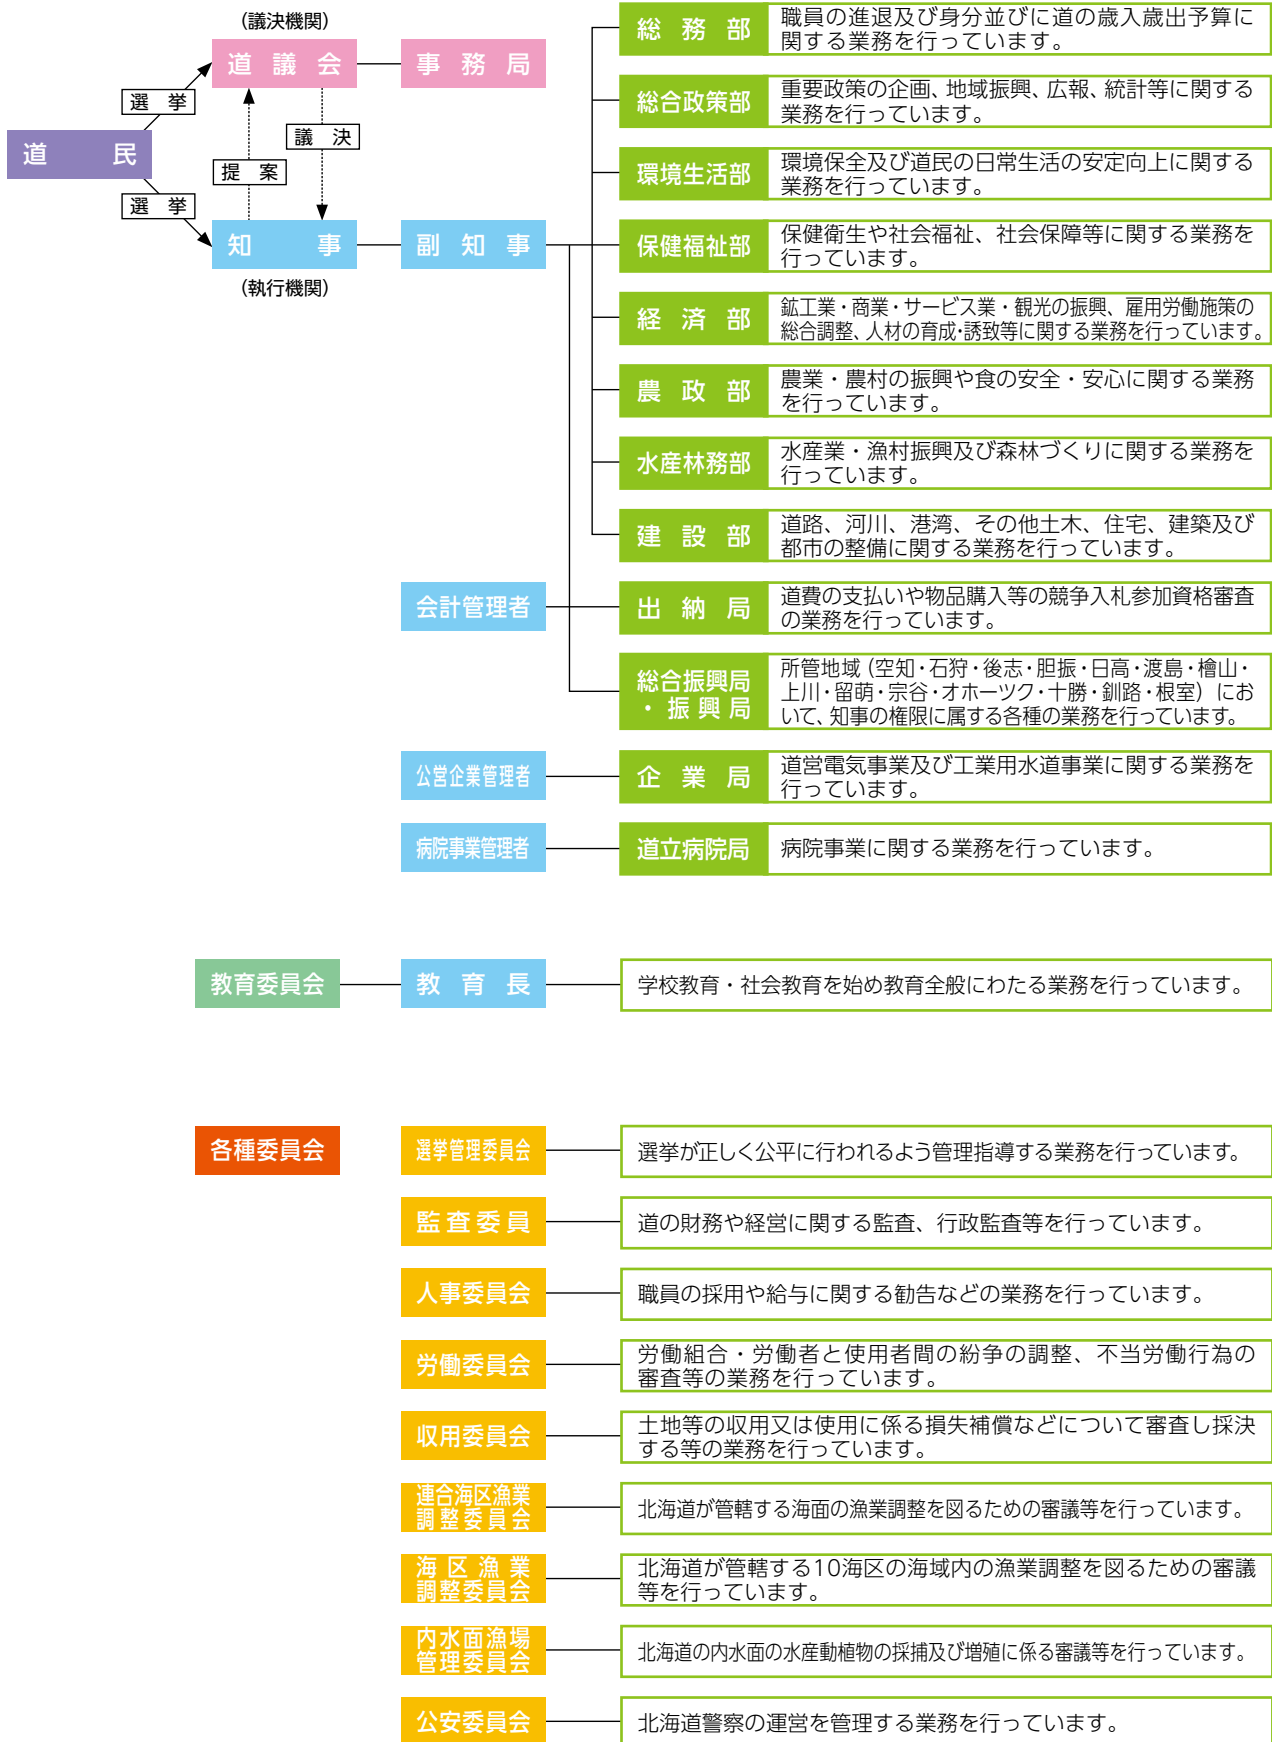 (議決機関)
道議会
事務局
選挙
議決
道民
提案
選挙
知事
副知事
(執行機関)
総務部
職員の進退及び身分並びに道の歳入歳出予算に
関する業務を行っています。
総合政策部
重要政策の企画、地域振興、広報、統計等に関する
業務を行っています。
環境生活部
環境保全及び道民の日常生活の安定向上に関する
業務を行っています。
保健福祉部
保健衛生や社会福祉、社会保障等に関する業務を
行っています。
経済部
鉱工業・商業・サービス業・観光の振興、雇用労働施策の
総合調整、人材の育成・誘致等に関する業務を行っています。
農政部
農業・農村の振興や食の安全・安心に関する業務
を行っています。
水産林務部
水産業・漁村振興及び森林づくりに関する業務を
行っています。
建設部
道路、河川、港湾、その他土木、住宅、建築及び
都市の整備に関する業務を行っています。
会計管理者
出納局
道費の支払いや物品購入等の競争入札参加資格審査
の業務を行っています。
総合振興局
・振興局
所管地域(空知・石狩・後志・胆振・日高・渡島・檜山・
上川・留萌・宗谷・オホーツク・十勝・釧路・根室)にお
いて、知事の権限に属する各種の業務を行っています。
公営企業管理者
企業局
道営電気事業及び工業用水道事業に関する業務を
行っています。
病院事業管理者
道立病院局
病院事業に関する業務を行っています。
教育委員会
教育長
学校教育・社会教育を始め教育全般にわたる業務を行っています。
各種委員会
選挙管理委員会
選挙が正しく公平に行われるよう管理指導する業務を行っています。
監査委員
道の財務や経営に関する監査、行政監査等を行っています。
人事委員会
職員の採用や給与に関する勧告などの業務を行っています。
労働委員会
労働組合・労働者と使用者間の紛争の調整、不当労働行為の
審査等の業務を行っています。
収用委員会
土地等の収用又は使用に係る損失補償などについて審査し採決
する等の業務を行っています。
連合海区漁業
調整委員会
北海道が管轄する海面の漁業調整を図るための審議等を行っています。
海区漁業
調整委員会
北海道が管轄する10海区の海域内の漁業調整を図るための審議
等を行っています。
内水面漁場
管理委員会
北海道の内水面の水産動植物の採捕及び増殖に係る審議等を行っています。
公安委員会
北海道警察の運営を管理する業務を行っています。